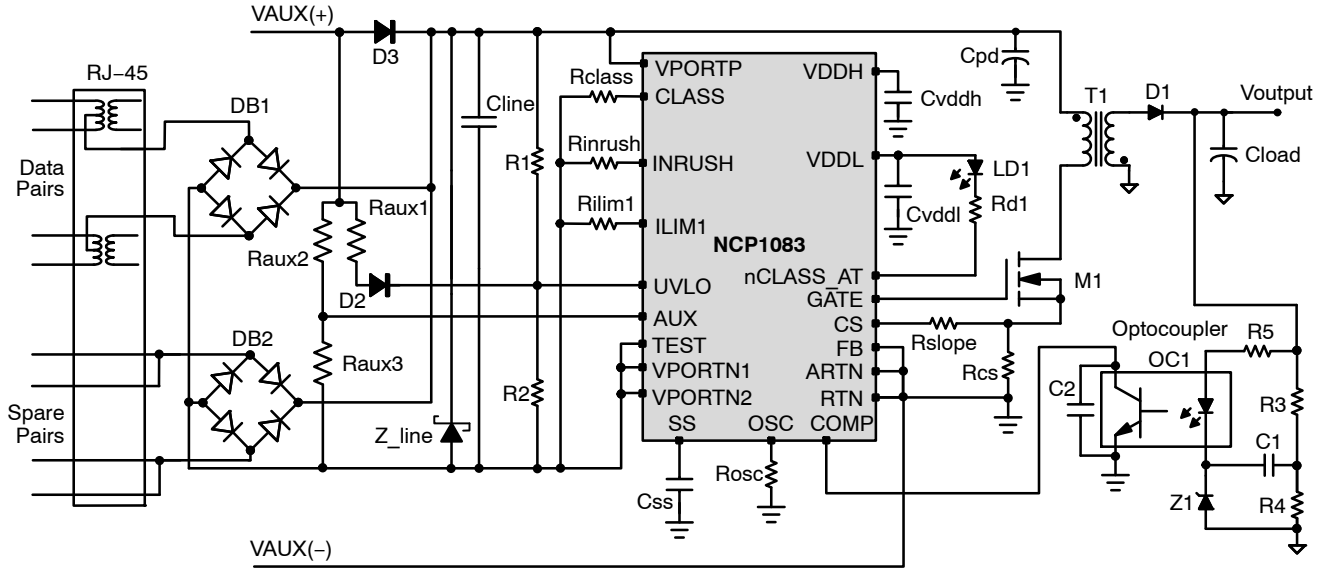 VAUX(+)
D3
RJ–45
DB1
Data
Pairs
Cline
R1
Rclass
Rinrush
Rilim1
VPORTP
CLASS
INRUSH
ILIM1
NCP1083
UVLO
AUX
TEST
VPORTN1
VPORTN2
SS
OSC
COMP
VDDH
VDDL
nCLASS_AT
GATE
CS
FB
ARTN
RTN
Cpd
Cvddh
LD1
Rd1
Cvddl
T1
D1
Voutput
Cload
M1
Raux1
Raux2
D2
DB2
Raux3
R2
Spare
Pairs
Z_line
Css
Rosc
Rslope
Rcs
Optocoupler
OC1
R5
C2
R3
C1
Z1
R4
VAUX(–)